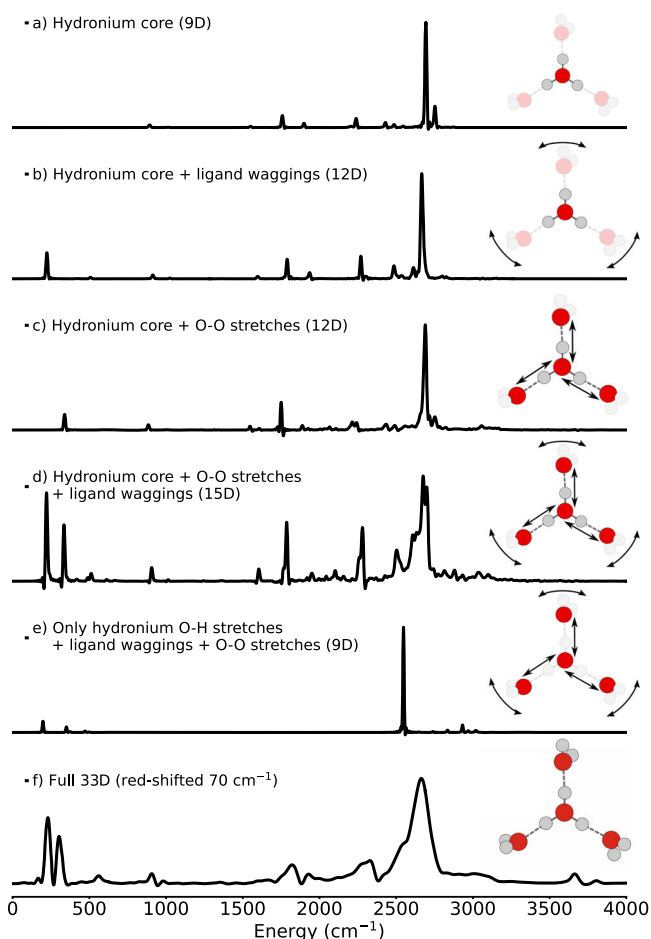 a) Hydronium core (9D)
b) Hydronium core + ligand waggings (12D)
c) Hydronium core + O-O stretches (12D)
d) Hydronium core + O-O stretches
+ ligand waggings (15D)
e) Only hydronium O-H stretches
+ ligand waggings + O-O stretches (9D)
f) Full 33D (red-shifted 70 cm⁻¹)
0 500 1000 1500 2000 2500 3000 3500 4000
Energy (cm⁻¹)